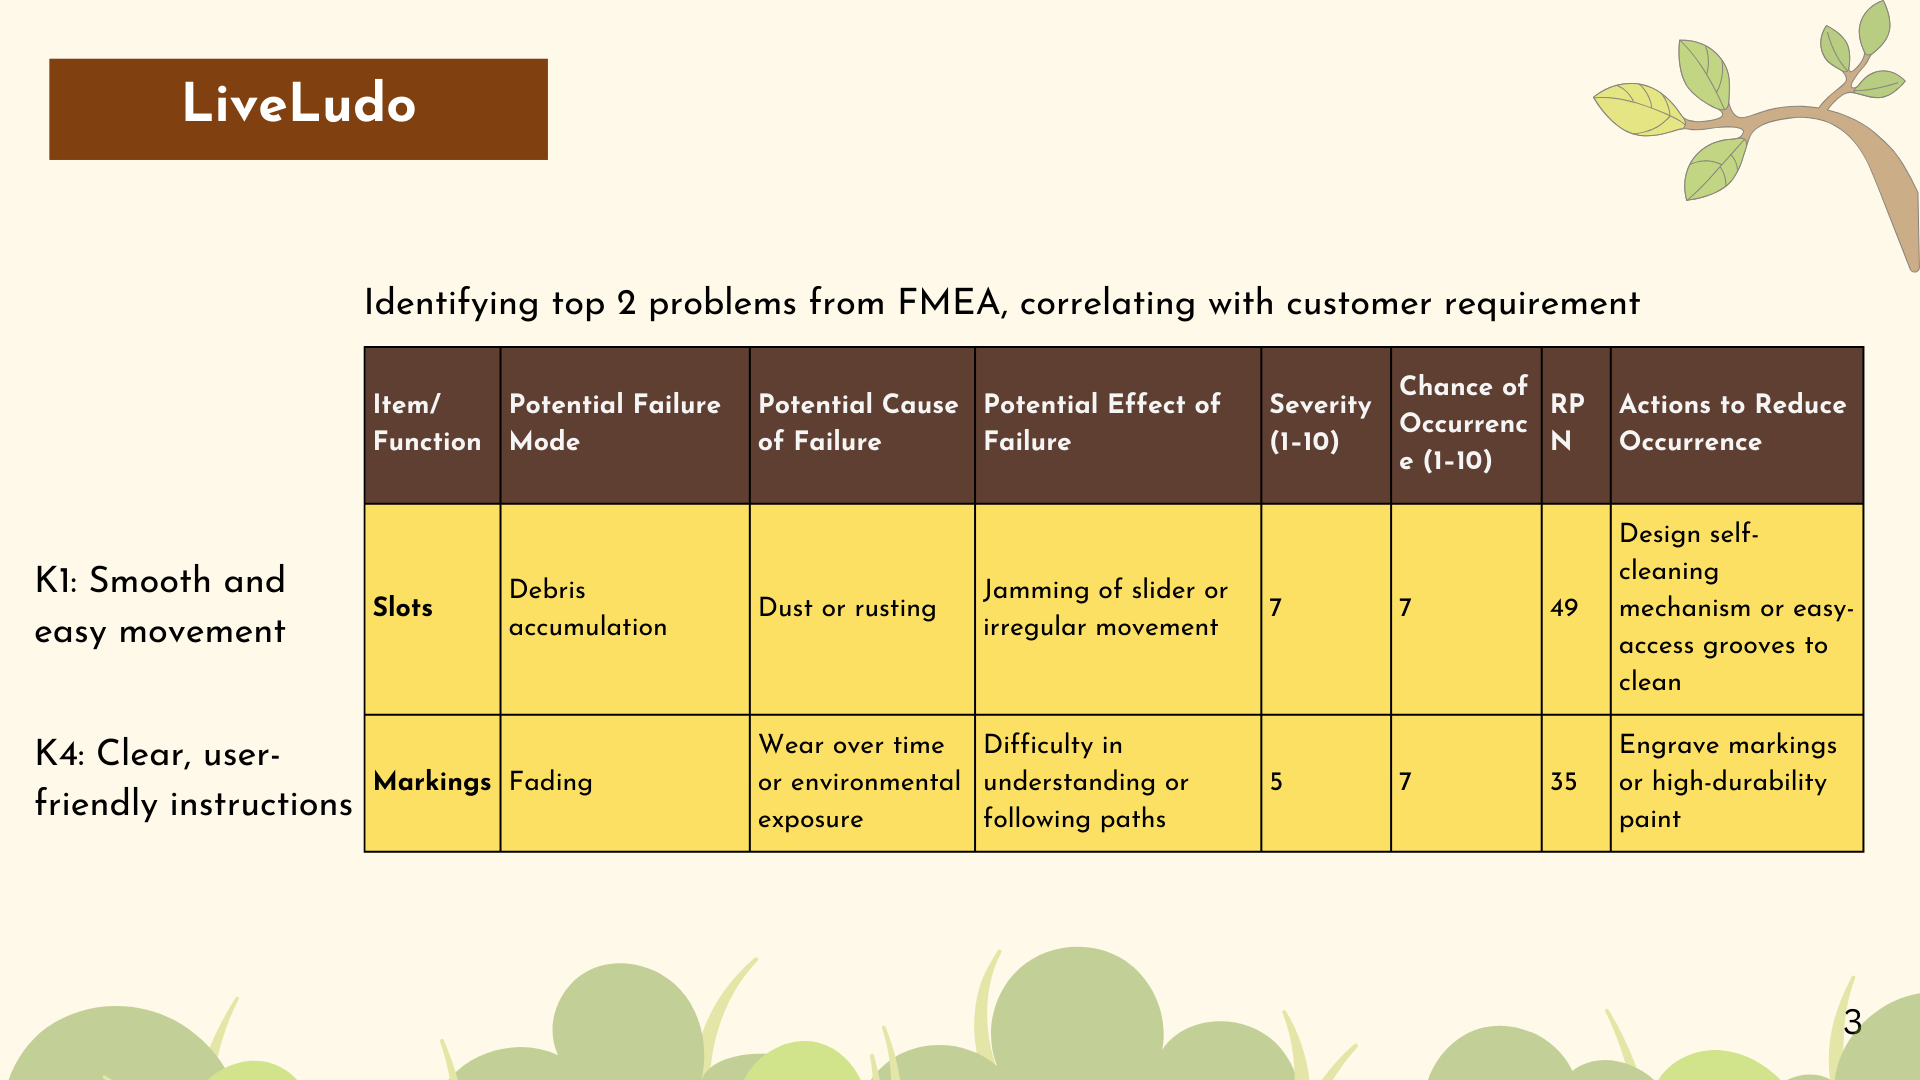 LiveLudo
Identifying top 2 problems from FMEA, correlating with customer requirement
Item/
Function
Potential Failure
Mode
Potential Cause
of Failure
Potential Effect of
Failure
Severity
(1-10)
Chance of
Occurrenc
e (1-10)
RP
N
Actions to Reduce
Occurrence
K1: Smooth and
easy movement
Slots
Debris
accumulation
Dust or rusting
Jamming of slider or
irregular movement
7
7
49
Design self-
cleaning
mechanism or easy-
access grooves to
clean
K4: Clear, user-
friendly instructions
Markings
Fading
Wear over time
or environmental
exposure
Difficulty in
understanding or
following paths
5
7
35
Engrave markings
or high-durability
paint
3